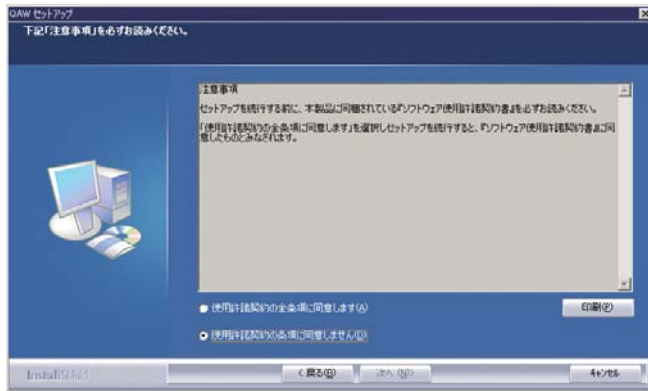 QAW セットアップ
下記「注意事項」を必ずお読みください。
注意事項
セットアップを続行する前に、本製品に同梱されている『ソフトウェア使用許諾契約書』を必ずお読みください。
「使用許諾契約の全条項に同意します」を選択しセットアップを続行すると、『ソフトウェア使用許諾契約書』に同
意したものとみなされます。
使用許諾契約の全条項に同意します(A)
印刷(P)
使用許諾契約の条項に同意しません(D)
InstallShield
< 戻る(B)
次へ (N)>
キャンセル